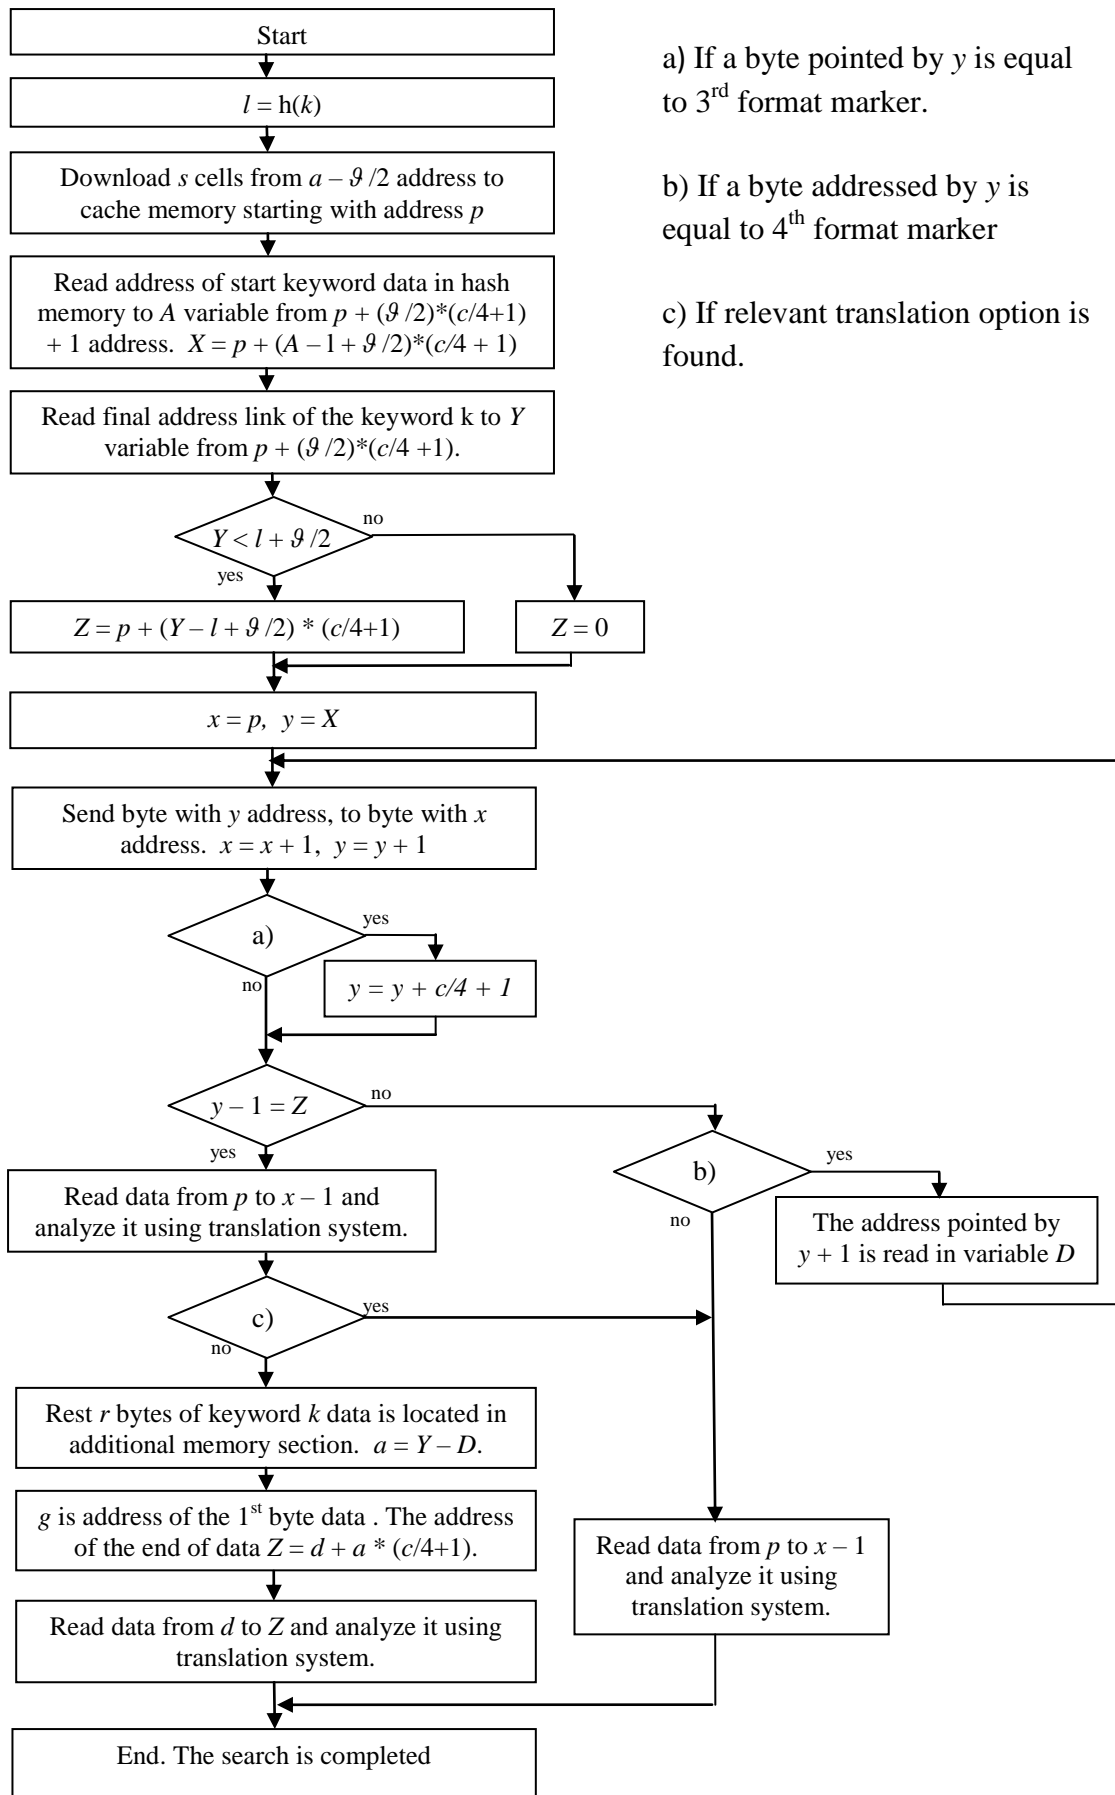 Start
l = h(k)
Download s cells from a – ϑ /2 address to
cache memory starting with address p
Read address of start keyword data in hash
memory to A variable from p + (ϑ /2)*(c/4+1)
+ 1 address. X = p + (A – l + ϑ /2)*(c/4 + 1)
Read final address link of the keyword k to Y
variable from p + (ϑ /2)*(c/4 +1).
Y < l + ϑ /2
no
yes
Z = p + (Y – l + ϑ /2) * (c/4+1)
Z = 0
x = p, y = X
Send byte with y address, to byte with x
address. x = x + 1, y = y + 1
a)
yes
no
y = y + c/4 + 1
y – 1 = Z
no
yes
b)
yes
no
Read data from p to x – 1 and
analyze it using translation system.
The address pointed by
y + 1 is read in variable D
c)
yes
no
Rest r bytes of keyword k data is located in
additional memory section. a = Y – D.
g is address of the 1st byte data . The address
of the end of data Z = d + a * (c/4+1).
Read data from p to x – 1
and analyze it using
translation system.
Read data from d to Z and analyze it using
translation system.
End. The search is completed
a) If a byte pointed by y is equal
to 3rd format marker.
b) If a byte addressed by y is
equal to 4th format marker
c) If relevant translation option is
found.